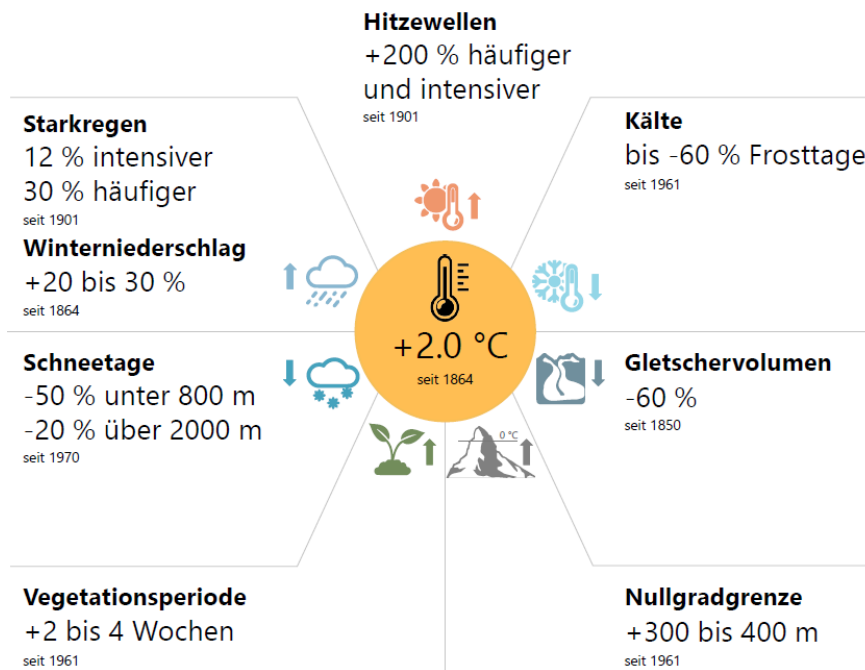 Hitzewellen
+200 % häufiger
und intensiver
seit 1901
Starkregen
12 % intensiver
30 % häufiger
seit 1901
Winterniederschlag
+20 bis 30 %
seit 1864
Kälte
bis -60 % Frosttage
seit 1961
+2.0 °C
seit 1864
Schneetage
-50 % unter 800 m
-20 % über 2000 m
seit 1970
Gletschervolumen
-60 %
seit 1850
0 °C
Vegetationsperiode
+2 bis 4 Wochen
seit 1961
Nullgradgrenze
+300 bis 400 m
seit 1961